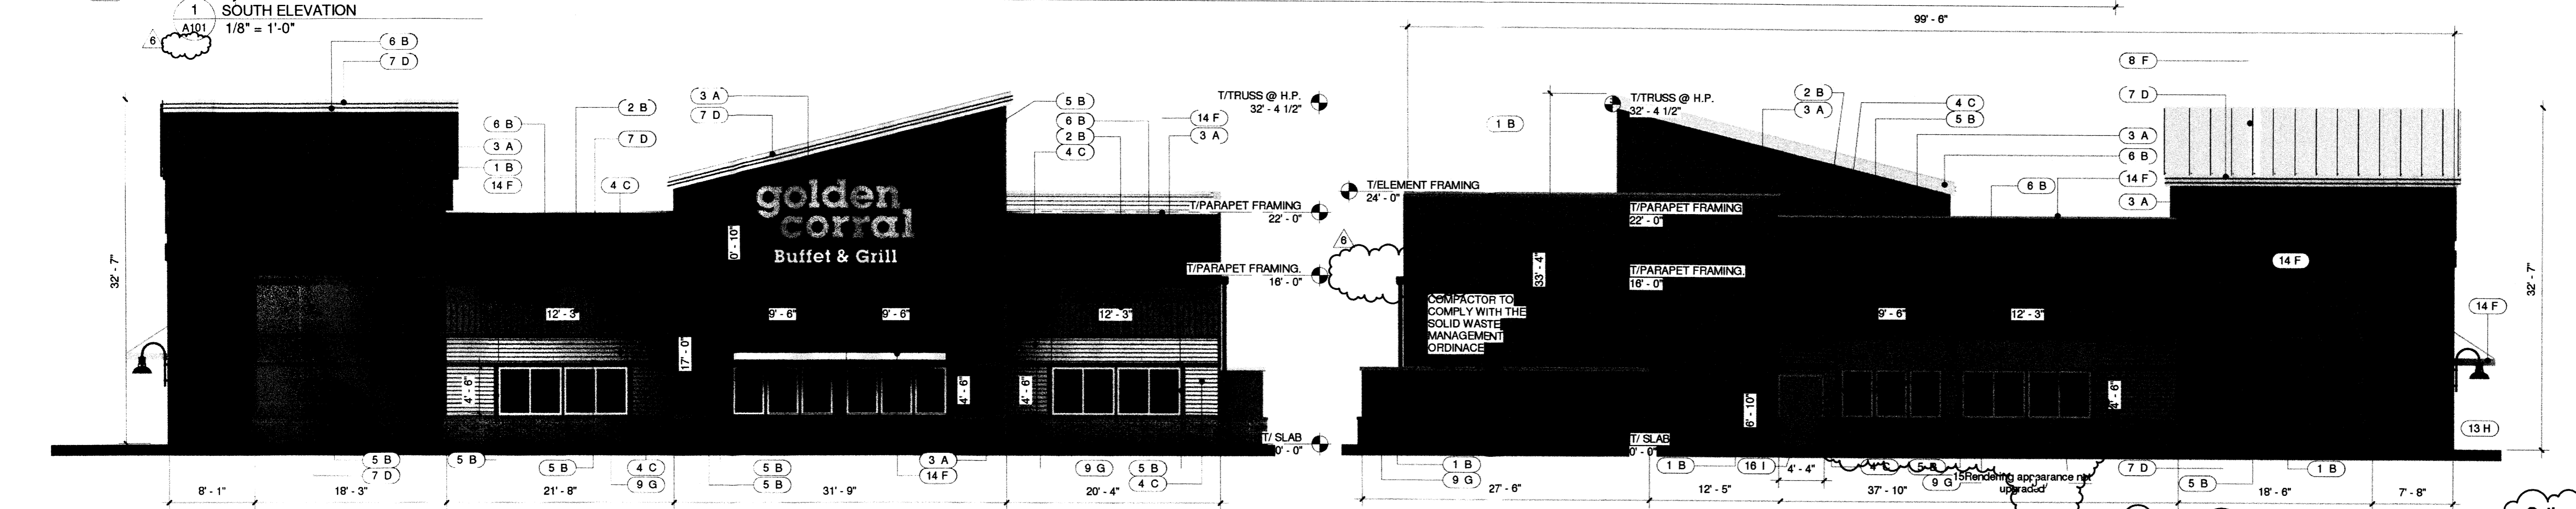 1
SOUTH ELEVATION
A101
1/8" = 1'-0"
6
6 B
7 D
6 B
3 A
1 B
14 F
2 B
7 D
4 C
3 A
7 D
5 B
6 B
2 B
4 C
14 F
3 A
T/TRUSS @ H.P.
32' - 4 1/2"
T/PARAPET FRAMING
22' - 0"
T/PARAPET FRAMING.
16' - 0"
T/ SLAB
0' - 0"
golden
corral
Buffet & Grill
0' - 10"
32' - 7"
12' - 3"
9' - 6"
9' - 6"
12' - 3"
17' - 0"
4' - 6"
4' - 6"
4' - 6"
5 B
7 D
5 B
5 B
4 C
9 G
5 B
5 B
3 A
14 F
9 G
5 B
4 C
8' - 1"
18' - 3"
21' - 8"
31' - 9"
20' - 4"
99' - 6"
1 B
T/TRUSS @ H.P.
32' - 4 1/2"
2 B
3 A
4 C
5 B
8 F
7 D
3 A
6 B
14 F
3 A
6 B
T/ELEMENT FRAMING
24' - 0"
T/PARAPET FRAMING
22' - 0"
T/PARAPET FRAMING.
16' - 0"
6
33' - 4"
COMPACTOR TO
COMPLY WITH THE
SOLID WASTE
MANAGEMENT
ORDINACE
9' - 6"
12' - 3"
14 F
32' - 7"
14 F
6' - 10"
4' - 6"
13 H
T/ SLAB
0' - 0"
1 B
9 G
1 B
16 I
4' - 4"
4 C
5 B
9 G
15Rendering appearance not
upgraded
7 D
5 B
1 B
27' - 6"
12' - 5"
37' - 10"
18' - 6"
7' - 8"